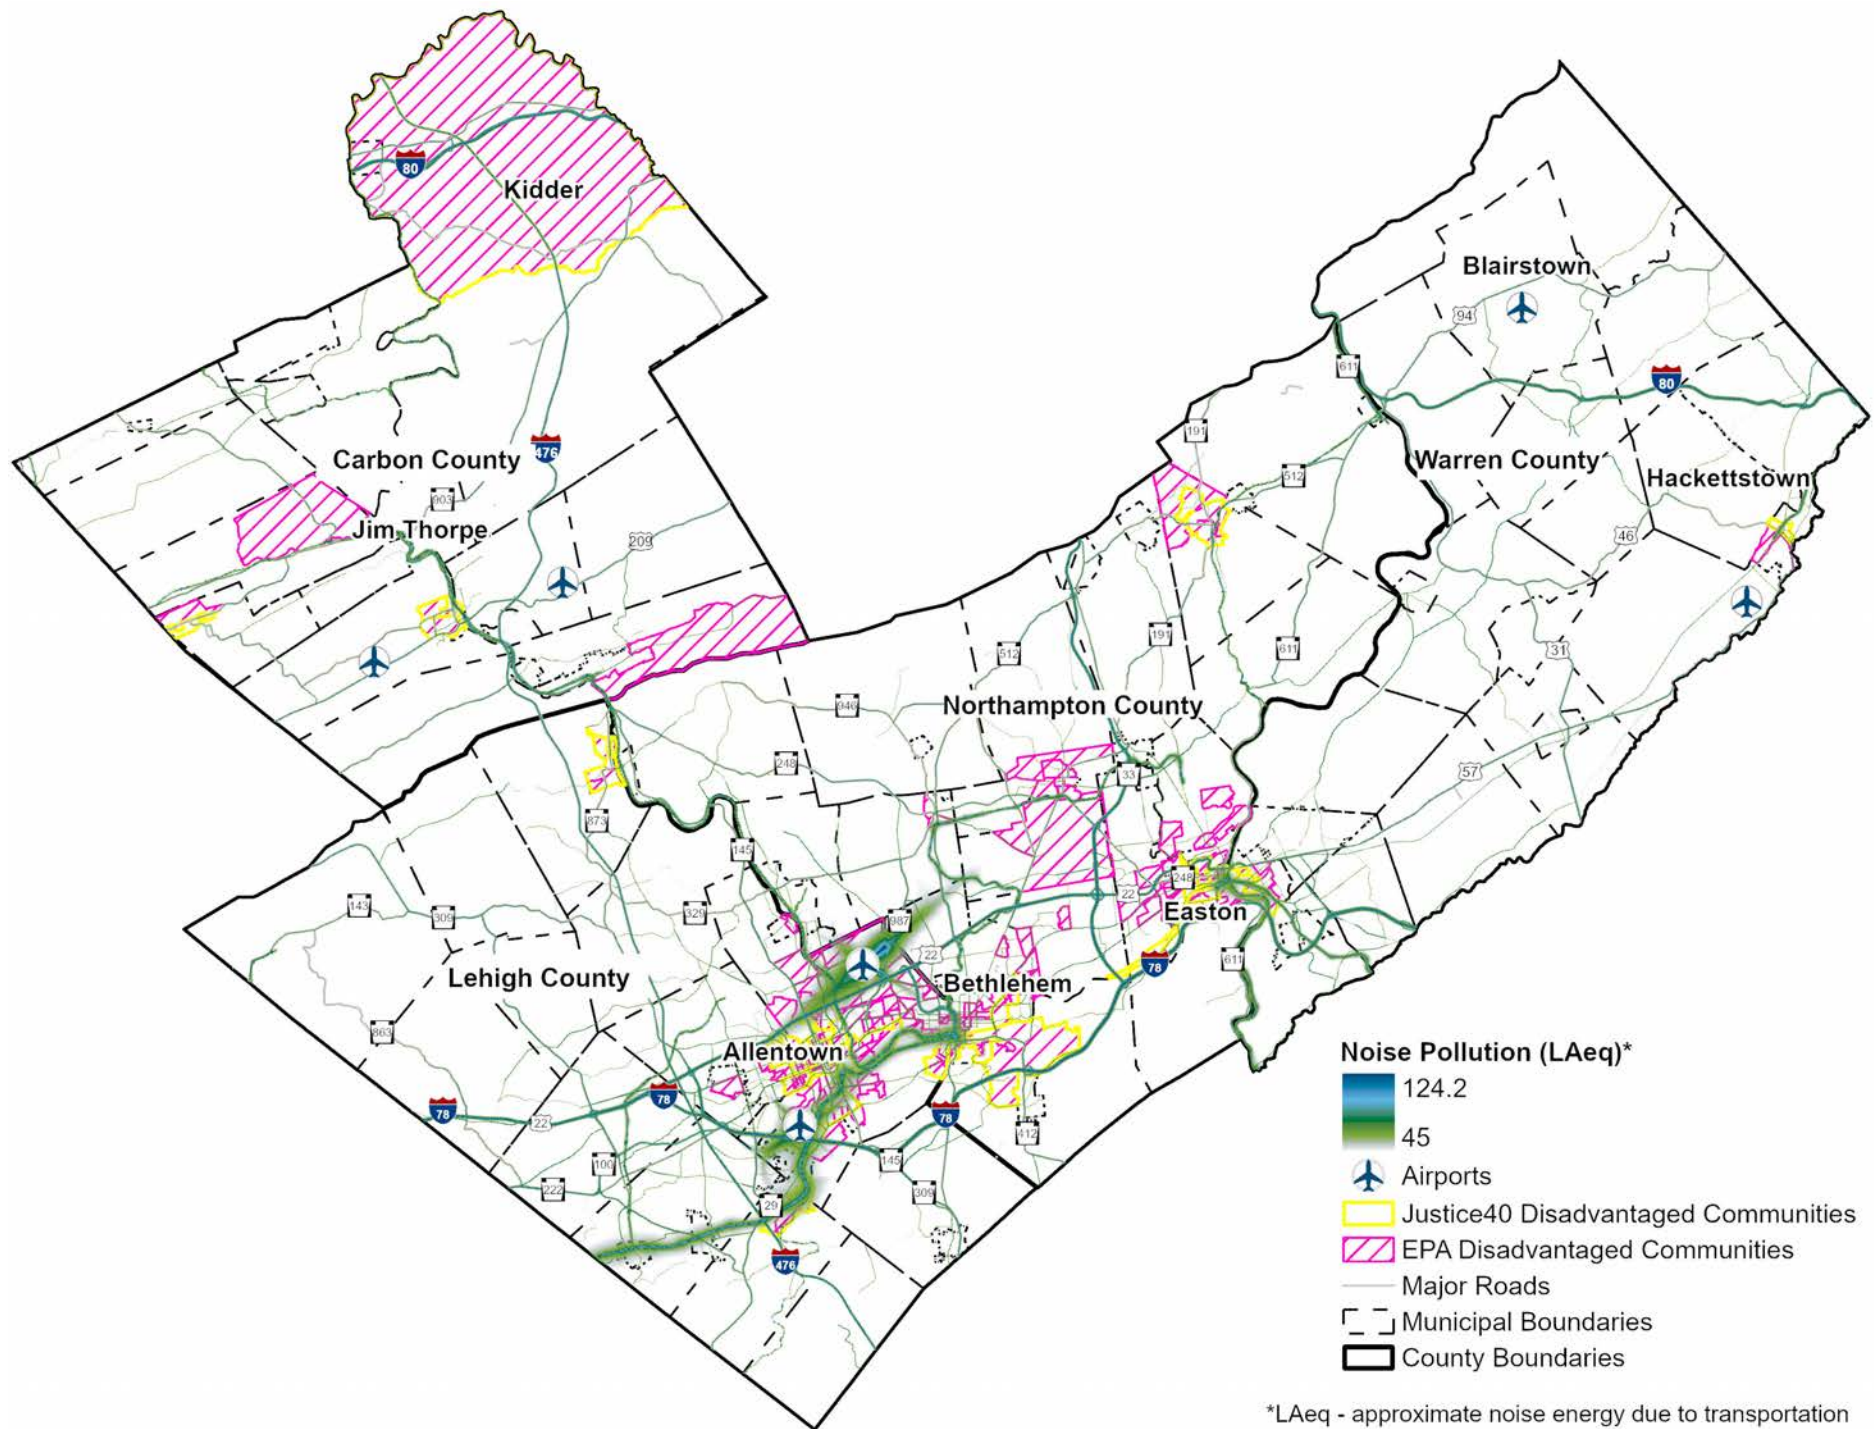 80
Kidder
Blairstown
94
611
80
191
Carbon County
476
Warren County
512
Hackettstown
903
Jim Thorpe
209
46
512
191
611
31
Northampton County
946
248
33
57
873
145
248
22
143
309
329
987
Easton
22
611
78
Lehigh County
Bethlehem
863
Allentown
78
78
22
78
412
100
145
222
29
309
476
Noise Pollution (LAeq)*
124.2
45
Airports
Justice40 Disadvantaged Communities
EPA Disadvantaged Communities
Major Roads
Municipal Boundaries
County Boundaries
*LAeq - approximate noise energy due to transportation